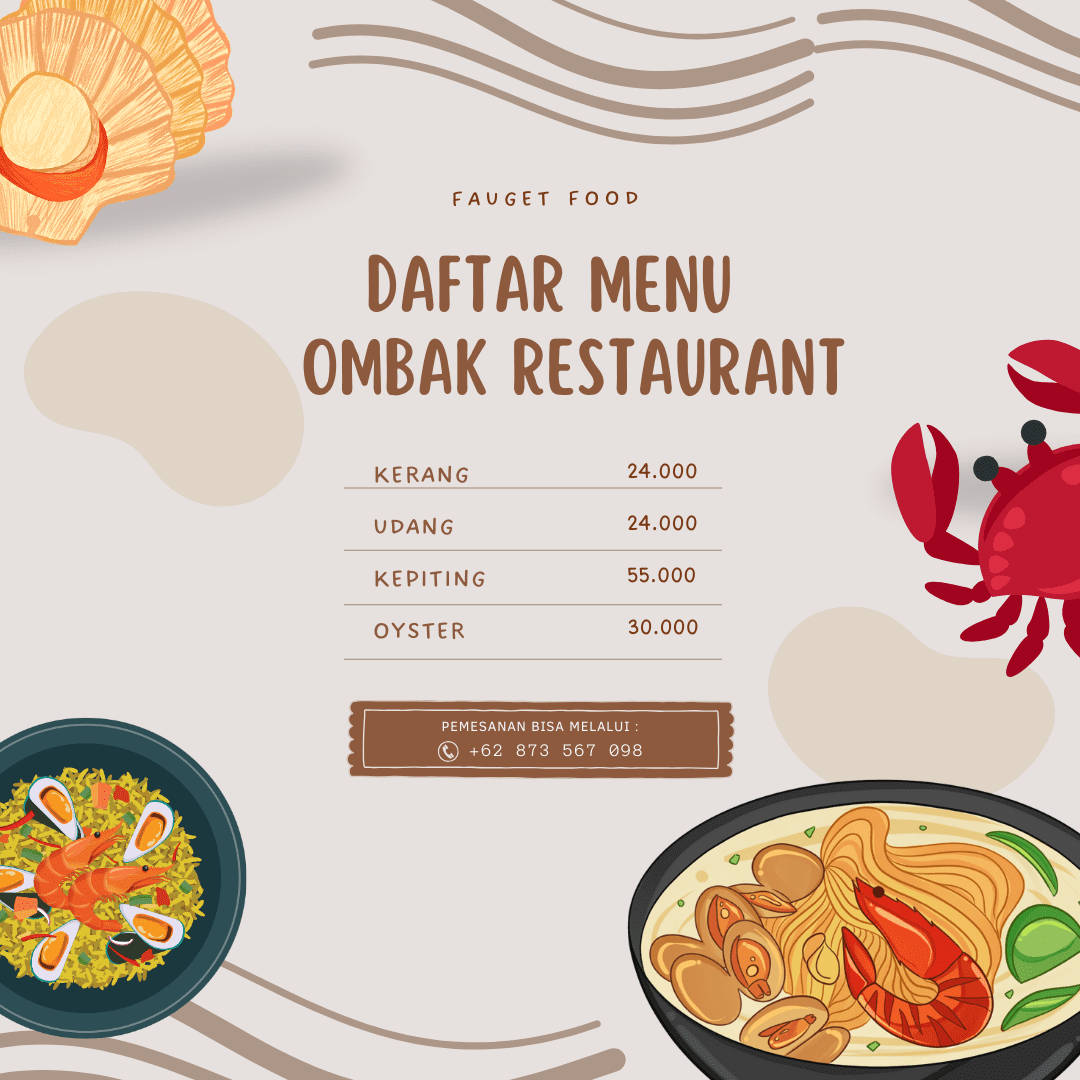 FAUGET FOOD
DAFTAR MENU
OMBAK RESTAURANT
KERANG 24.000
UDANG 24.000
KEPITING 55.000
OYSTER 30.000
PEMESANAN BISA MELALUI :
+62 873 567 098